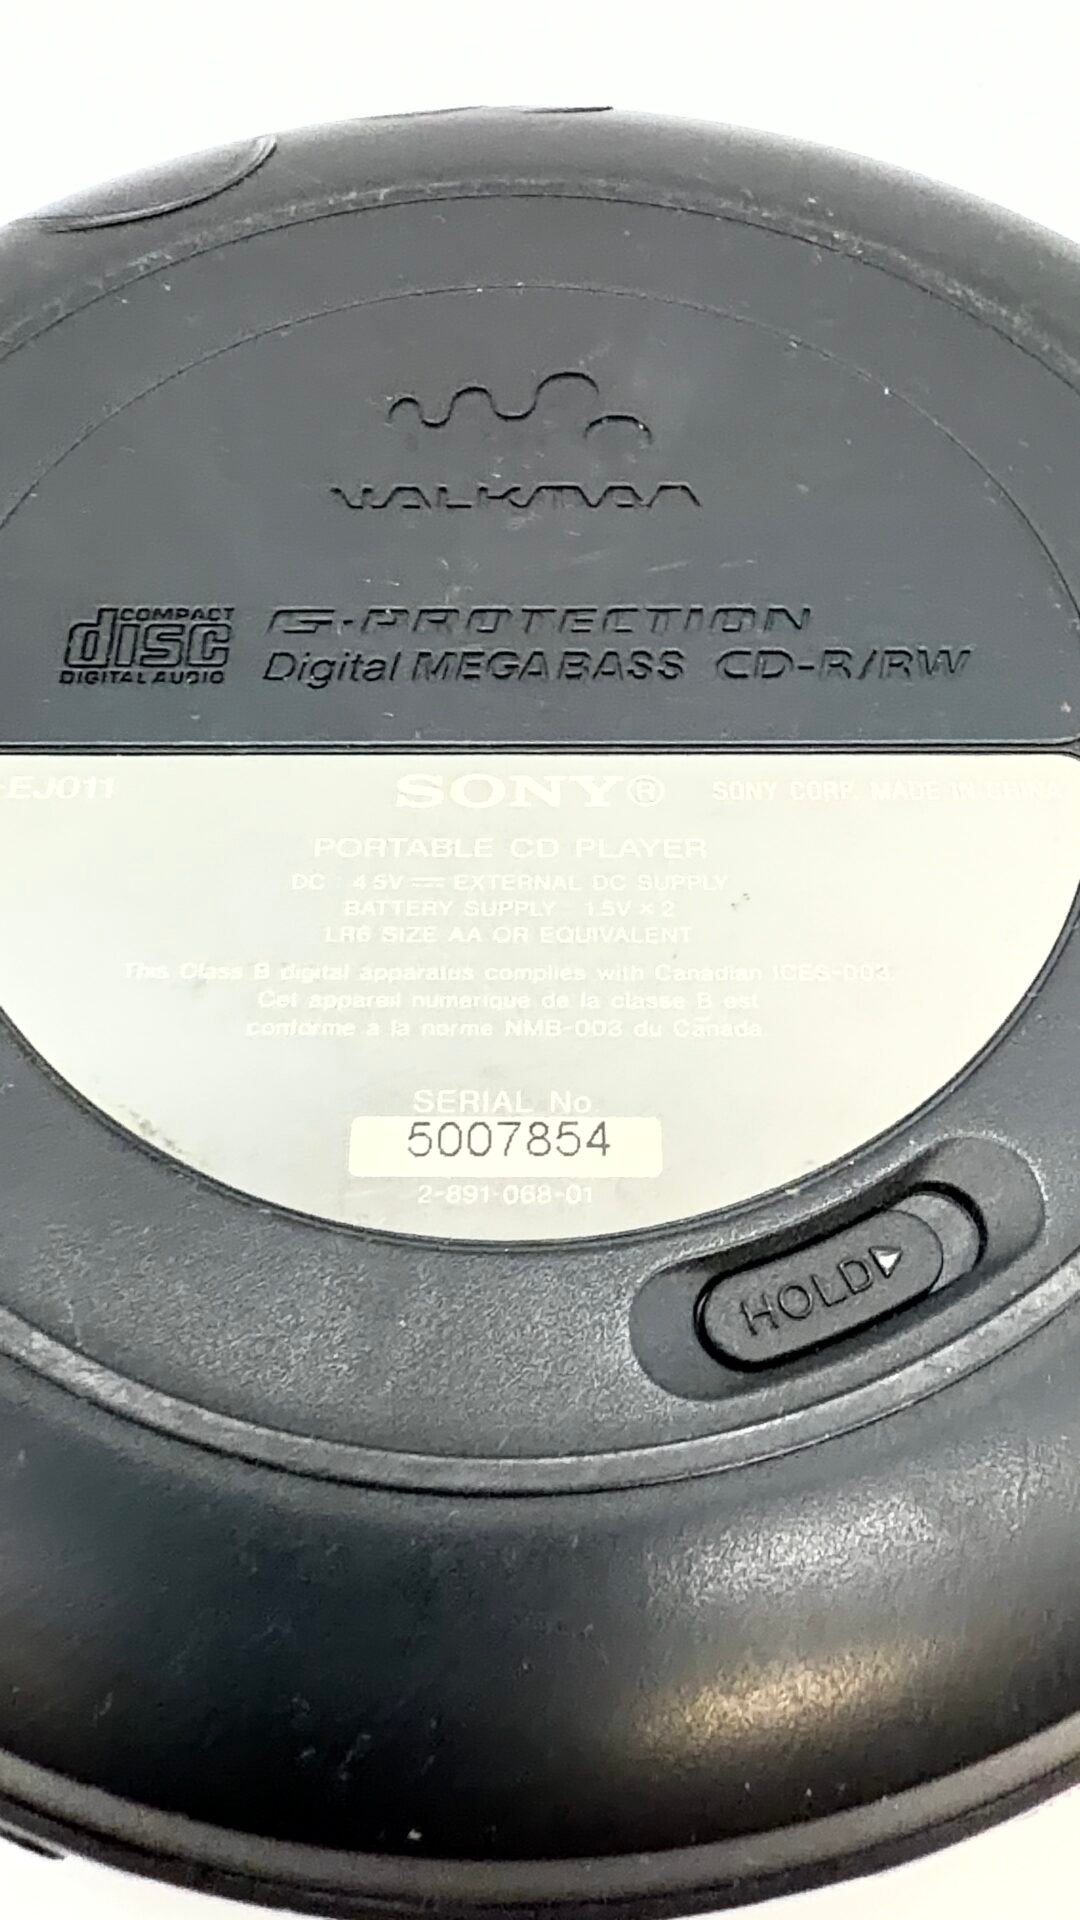 WALKMAN
COMPACT
disc
DIGITAL AUDIO
G-PROTECTION
Digital MEGABASS CD-R/RW
-EJ011
SONY®
SONY CORP. MADE IN CHINA
PORTABLE CD PLAYER
DC 4.5V ⎓ EXTERNAL DC SUPPLY
BATTERY SUPPLY 1.5V × 2
LR6 SIZE AA OR EQUIVALENT
This Class B digital apparatus complies with Canadian ICES-003.
Cet appareil numérique de la classe B est
conforme à la norme NMB-003 du Canada.
SERIAL No.
5007854
2-891-068-01
HOLD